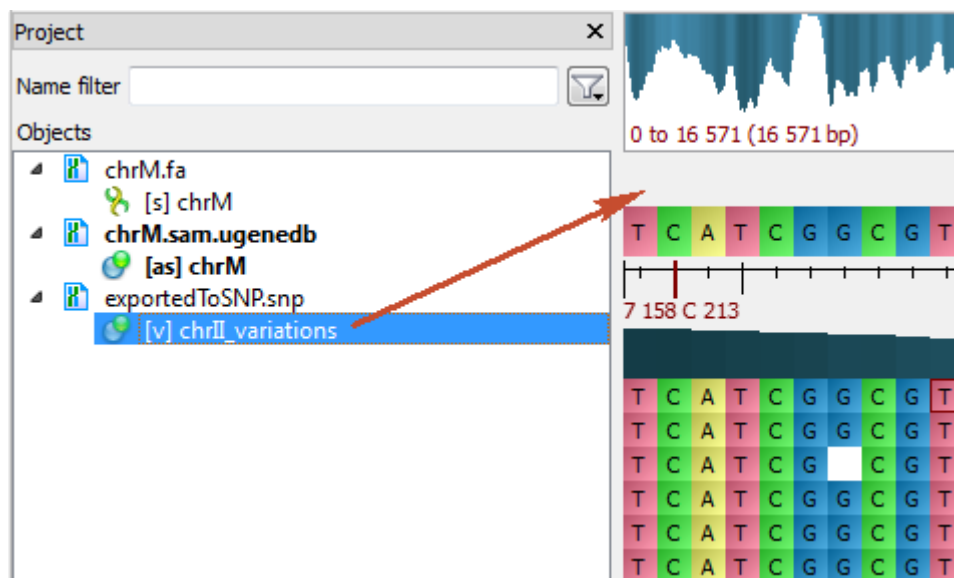 Project
Name filter
Objects
chrM.fa
[s] chrM
chrM.sam.ugenedb
[as] chrM
exportedToSNP.snp
[v] chrII_variations
0 to 16 571 (16 571 bp)
T C A T C G G C G T
7 158 C 213
T C A T C G G C G T
T C A T C G G C G T
T C A T C G C G T
T C A T C G G C G T
T C A T C G G C G T
T C A T C G G C G T